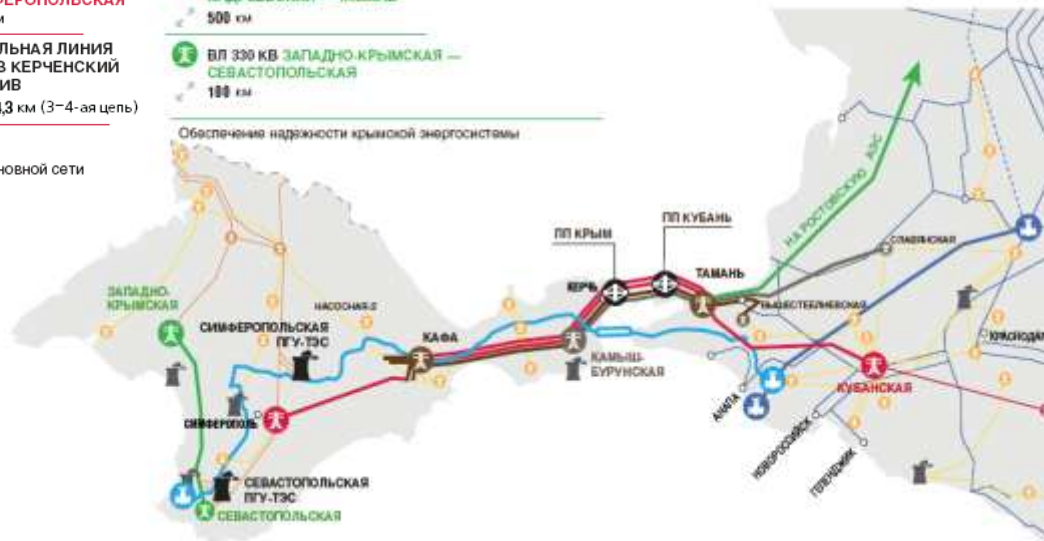 ФЕРОПОЛЬСКАЯ
ЛЬНАЯ ЛИНИЯ
З КЕРЧЕНСКИЙ
ИВ
4,3 км (3-4-ая цепь)
новной сети
500 км
ВЛ 330 КВ ЗАПАДНО-КРЫМСКАЯ —
СЕВАСТОПОЛЬСКАЯ
100 км
Обеспечение надежности крымской энергосистемы
НА РОСТОВСКУЮ АЭС
ПП КУБАНЬ
ПП КРЫМ
СЛАВЯНСКАЯ
КЕРЧЬ
ТАМАНЬ
ВЫШЕСТЕБЛИЕВСКАЯ
ЗАПАДНО-
КРЫМСКАЯ
НАСОСНАЯ-2
СИМФЕРОПОЛЬСКАЯ
ПГУ-ТЭС
КАФА
КАМЫШ-
БУРУНСКАЯ
КРАСНОДАР
КУБАНСКАЯ
АНАПА
СИМФЕРОПОЛЬ
НОВОРОССИЙСК
ГЕЛЕНДЖИК
СЕВАСТОПОЛЬСКАЯ
ПГУ-ТЭС
СЕВАСТОПОЛЬСКАЯ